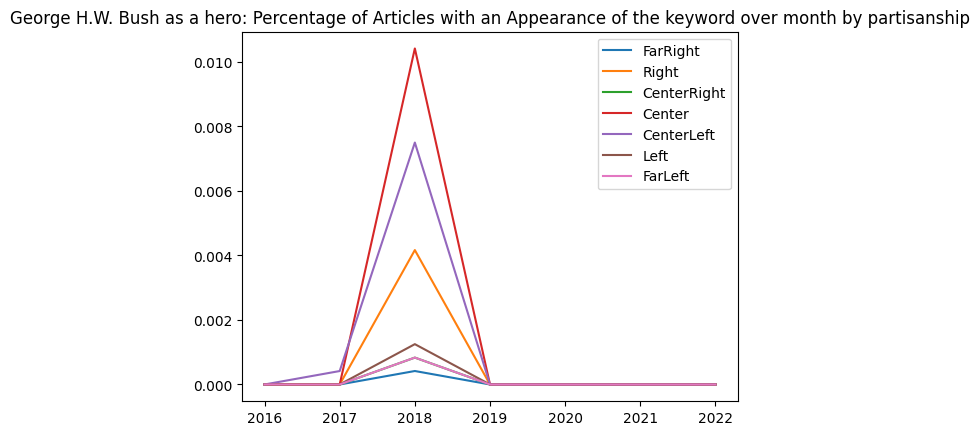 George H.W. Bush as a hero: Percentage of Articles with an Appearance of the keyword over month by partisanship
FarRight
Right
CenterRight
Center
CenterLeft
Left
FarLeft
0.010
0.008
0.006
0.004
0.002
0.000
2016 2017 2018 2019 2020 2021 2022